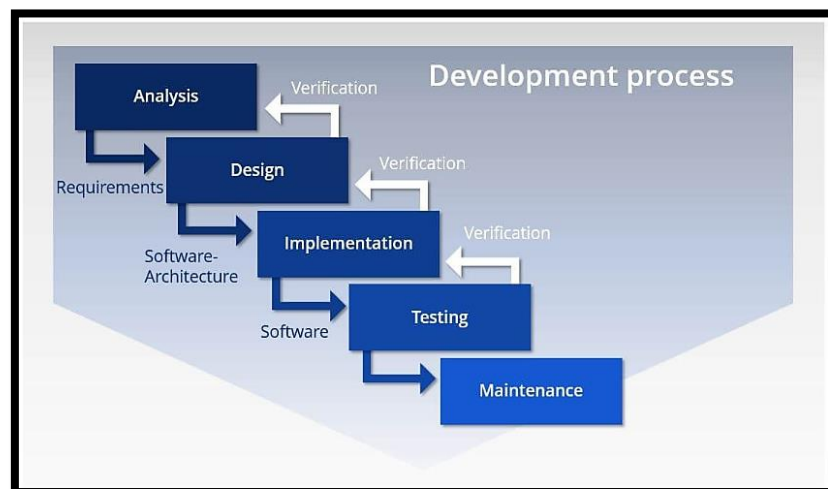 Development process
Analysis
Verification
Requirements
Design
Verification
Software-
Architecture
Implementation
Verification
Software
Testing
Maintenance